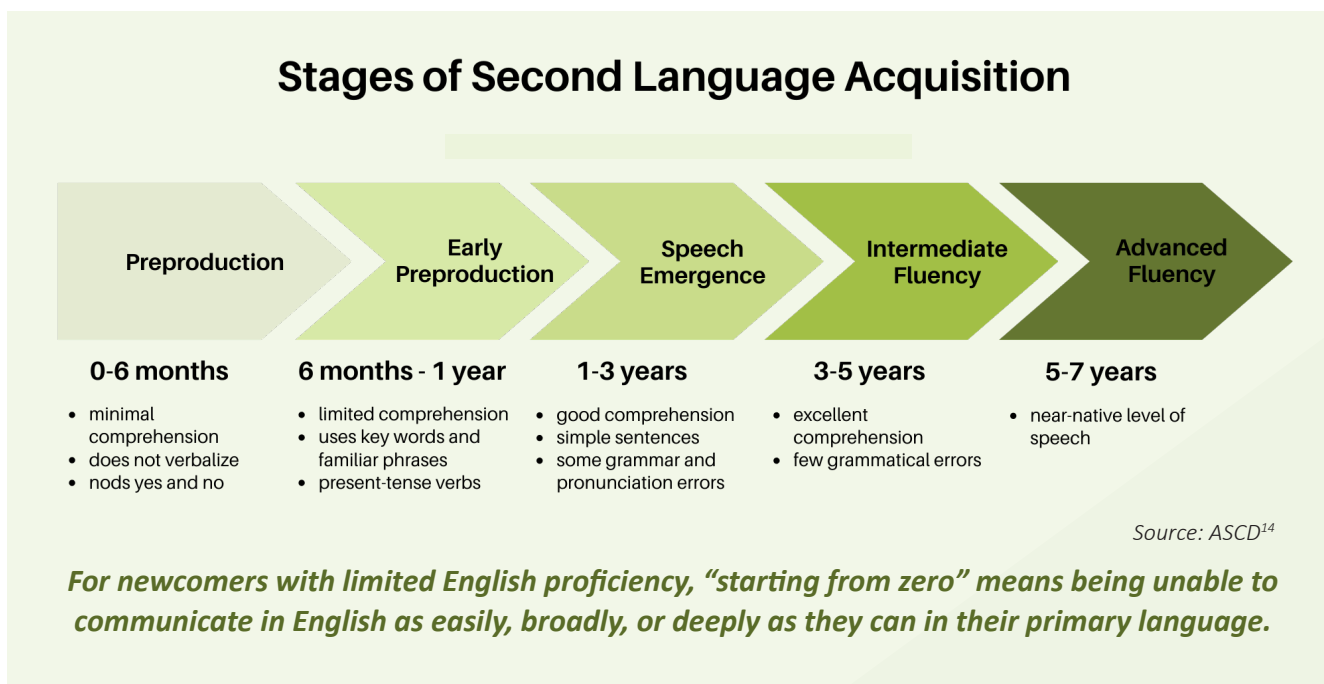 Stages of Second Language Acquisition
Preproduction
Early
Preproduction
Speech
Emergence
Intermediate
Fluency
Advanced
Fluency
0-6 months
• minimal
comprehension
• does not verbalize
• nods yes and no
6 months - 1 year
• limited comprehension
• uses key words and
familiar phrases
• present-tense verbs
1-3 years
• good comprehension
• simple sentences
• some grammar and
pronunciation errors
3-5 years
• excellent
comprehension
• few grammatical errors
5-7 years
• near-native level of
speech
Source: ASCD¹⁴
For newcomers with limited English proficiency, “starting from zero” means being unable to
communicate in English as easily, broadly, or deeply as they can in their primary language.